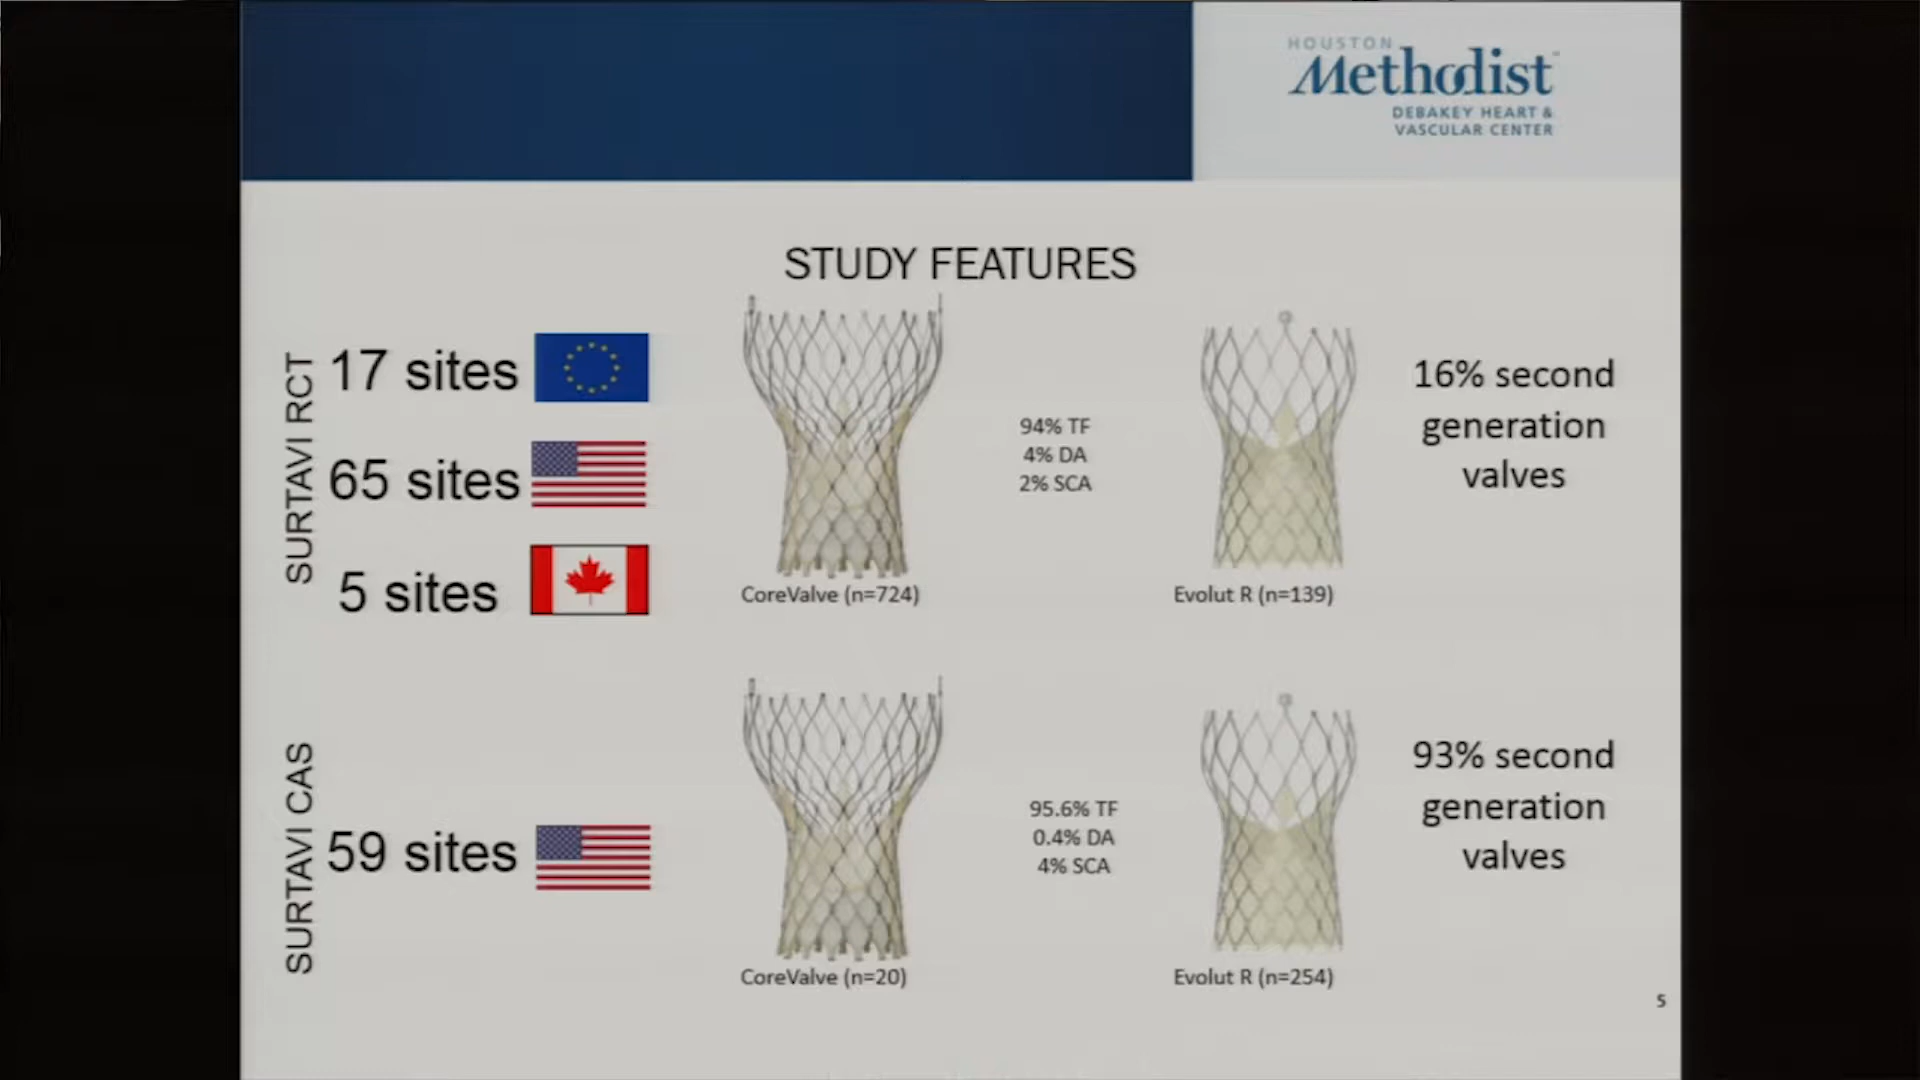 HOUSTON
Methodist
DEBAKEY HEART &
VASCULAR CENTER
STUDY FEATURES
SURTAVI RCT
17 sites
65 sites
5 sites
CoreValve (n=724)
94% TF
4% DA
2% SCA
Evolut R (n=139)
16% second
generation
valves
SURTAVI CAS
59 sites
CoreValve (n=20)
95.6% TF
0.4% DA
4% SCA
Evolut R (n=254)
93% second
generation
valves
5